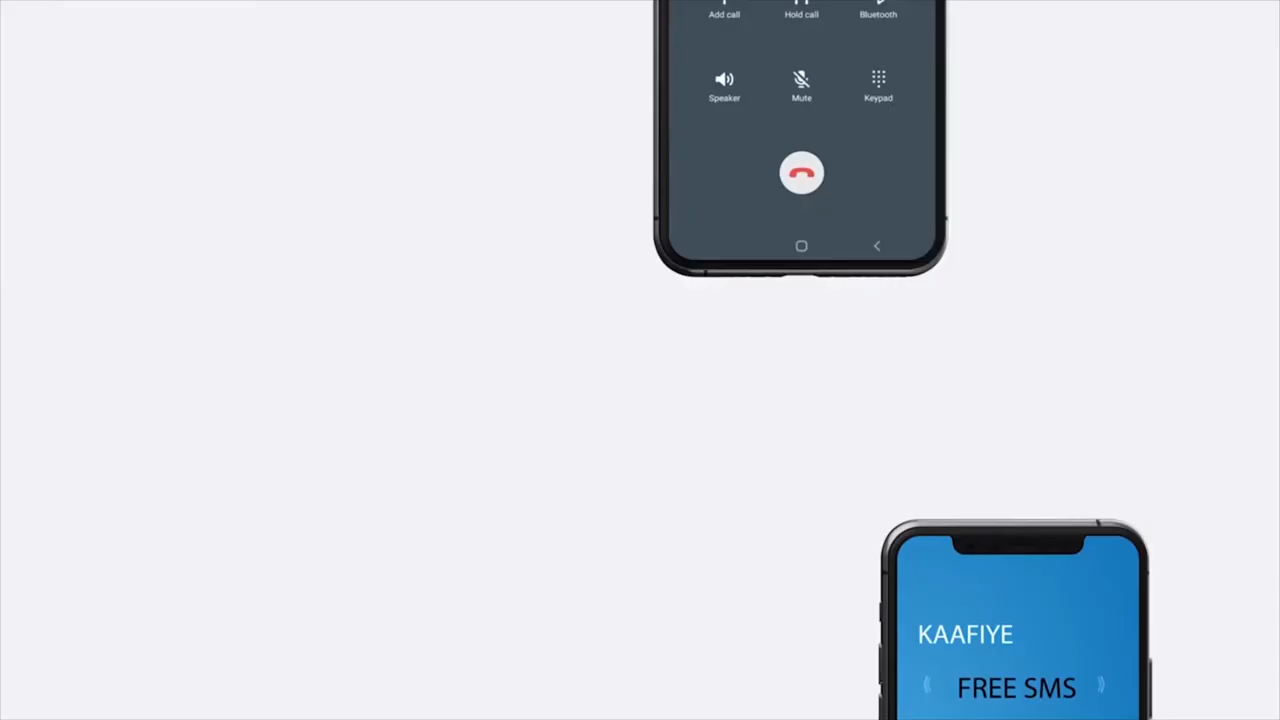 Add call Hold call Bluetooth
Speaker Mute Keypad
KAAFIYE
FREE SMS